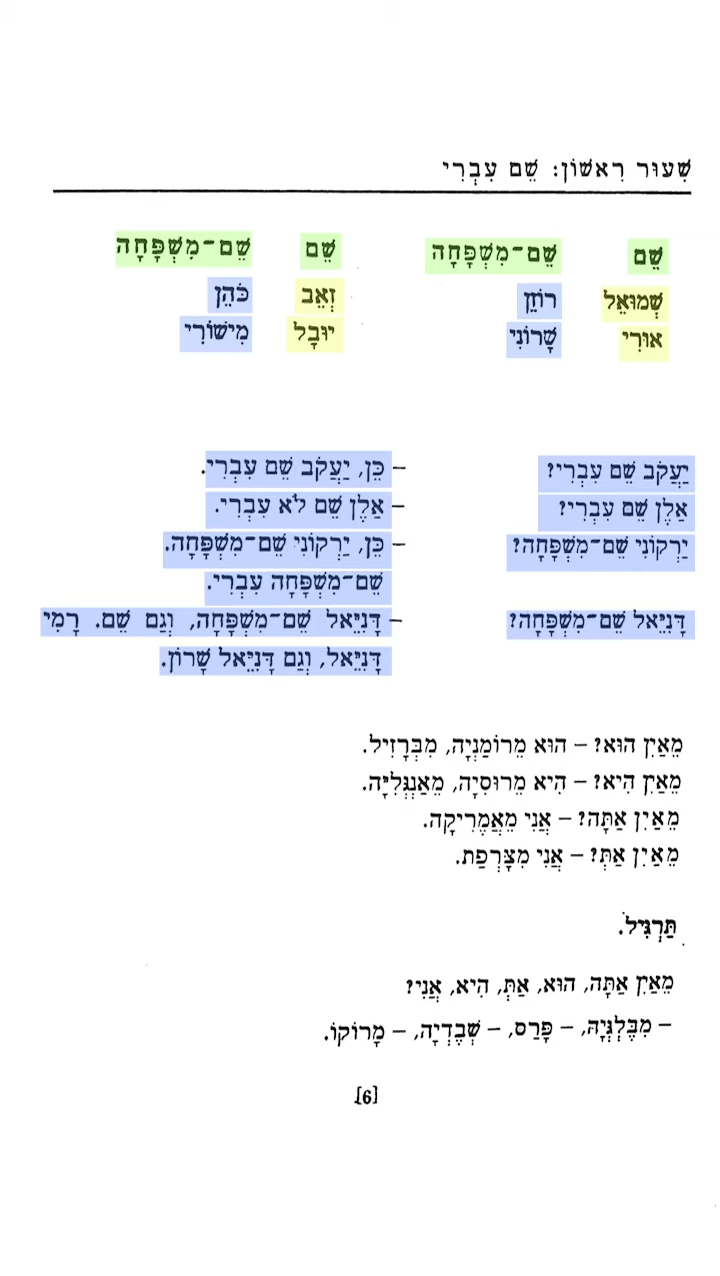 שִׁעוּר רִאשׁוֹן: שֵׁם עִבְרִי
שֵׁם שֵׁם־מִשְׁפָּחָה שֵׁם שֵׁם־מִשְׁפָּחָה
שְׁמוּאֵל רוֹזֵן זְאֵב כֹּהֵן
אוּרִי שָׁרוֹנִי יוּבָל מִישׁוֹרִי
יַעֲקֹב שֵׁם עִבְרִי? – כֵּן, יַעֲקֹב שֵׁם עִבְרִי.
אַלֶן שֵׁם עִבְרִי? – אַלֶן שֵׁם לֹא עִבְרִי.
יַרְקוֹנִי שֵׁם־מִשְׁפָּחָה? – כֵּן, יַרְקוֹנִי שֵׁם־מִשְׁפָּחָה.
שֵׁם־מִשְׁפָּחָה עִבְרִי.
דָּנִיֵּאל שֵׁם־מִשְׁפָּחָה? – דָּנִיֵּאל שֵׁם־מִשְׁפָּחָה, וְגַם שֵׁם. רָמִי
דָּנִיֵּאל, וְגַם דָּנִיֵּאל שָׁרוֹן.
מֵאַיִן הוּא? – הוּא מֵרוֹמַנְיָה, מִבְּרָזִיל.
מֵאַיִן הִיא? – הִיא מֵרוּסִיָה, מֵאַנְגְּלִיָּה.
מֵאַיִן אַתָּה? – אֲנִי מֵאֲמֶרִיקָה.
מֵאַיִן אַתְּ? – אֲנִי מִצָּרְפַת.
תַּרְגִּיל.
מֵאַיִן אַתָּה, הוּא, אַתְּ, הִיא, אֲנִי?
– מִבֶּלְגִּיָּה, – פָּרַס, – שְׁבֶדְיָה, – מָרוֹקוֹ.
[6]